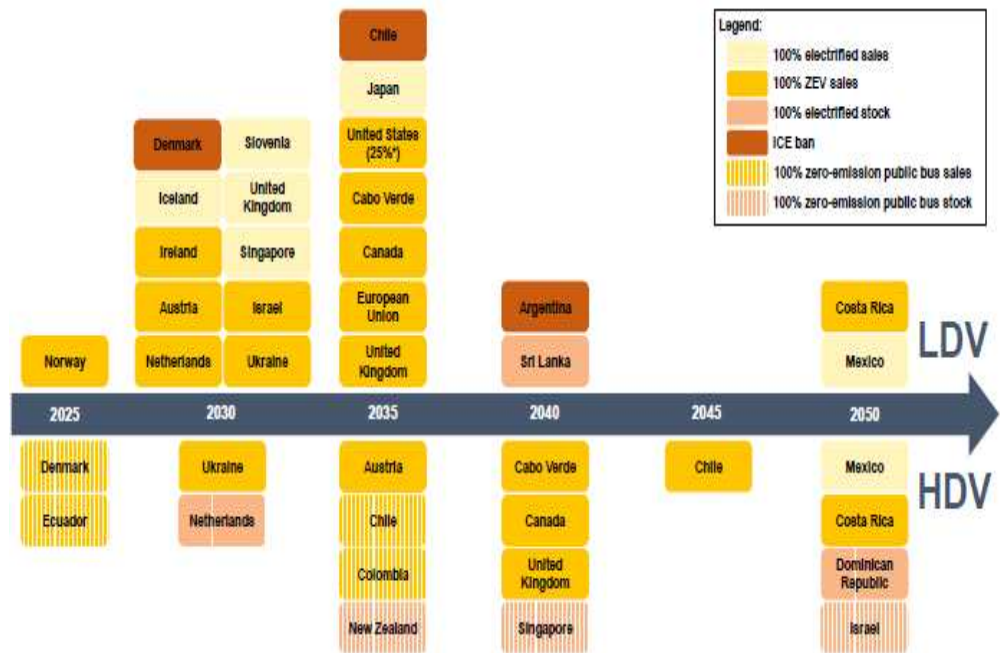 Legend:
100% electrified sales
100% ZEV sales
100% electrified stock
ICE ban
100% zero-emission public bus sales
100% zero-emission public bus stock
Chile
Japan
United States
(25%*)
Cabo Verde
Canada
European
Union
United
Kingdom
Denmark
Slovenia
Iceland
United
Kingdom
Ireland
Singapore
Austria
Israel
Netherlands
Ukraine
Norway
Argentina
Sri Lanka
Costa Rica
Mexico
LDV
2025
2030
2035
2040
2045
2050
HDV
Denmark
Ecuador
Ukraine
Netherlands
Austria
Chile
Colombia
New Zealand
Cabo Verde
Canada
United
Kingdom
Singapore
Chile
Mexico
Costa Rica
Dominican
Republic
Israel